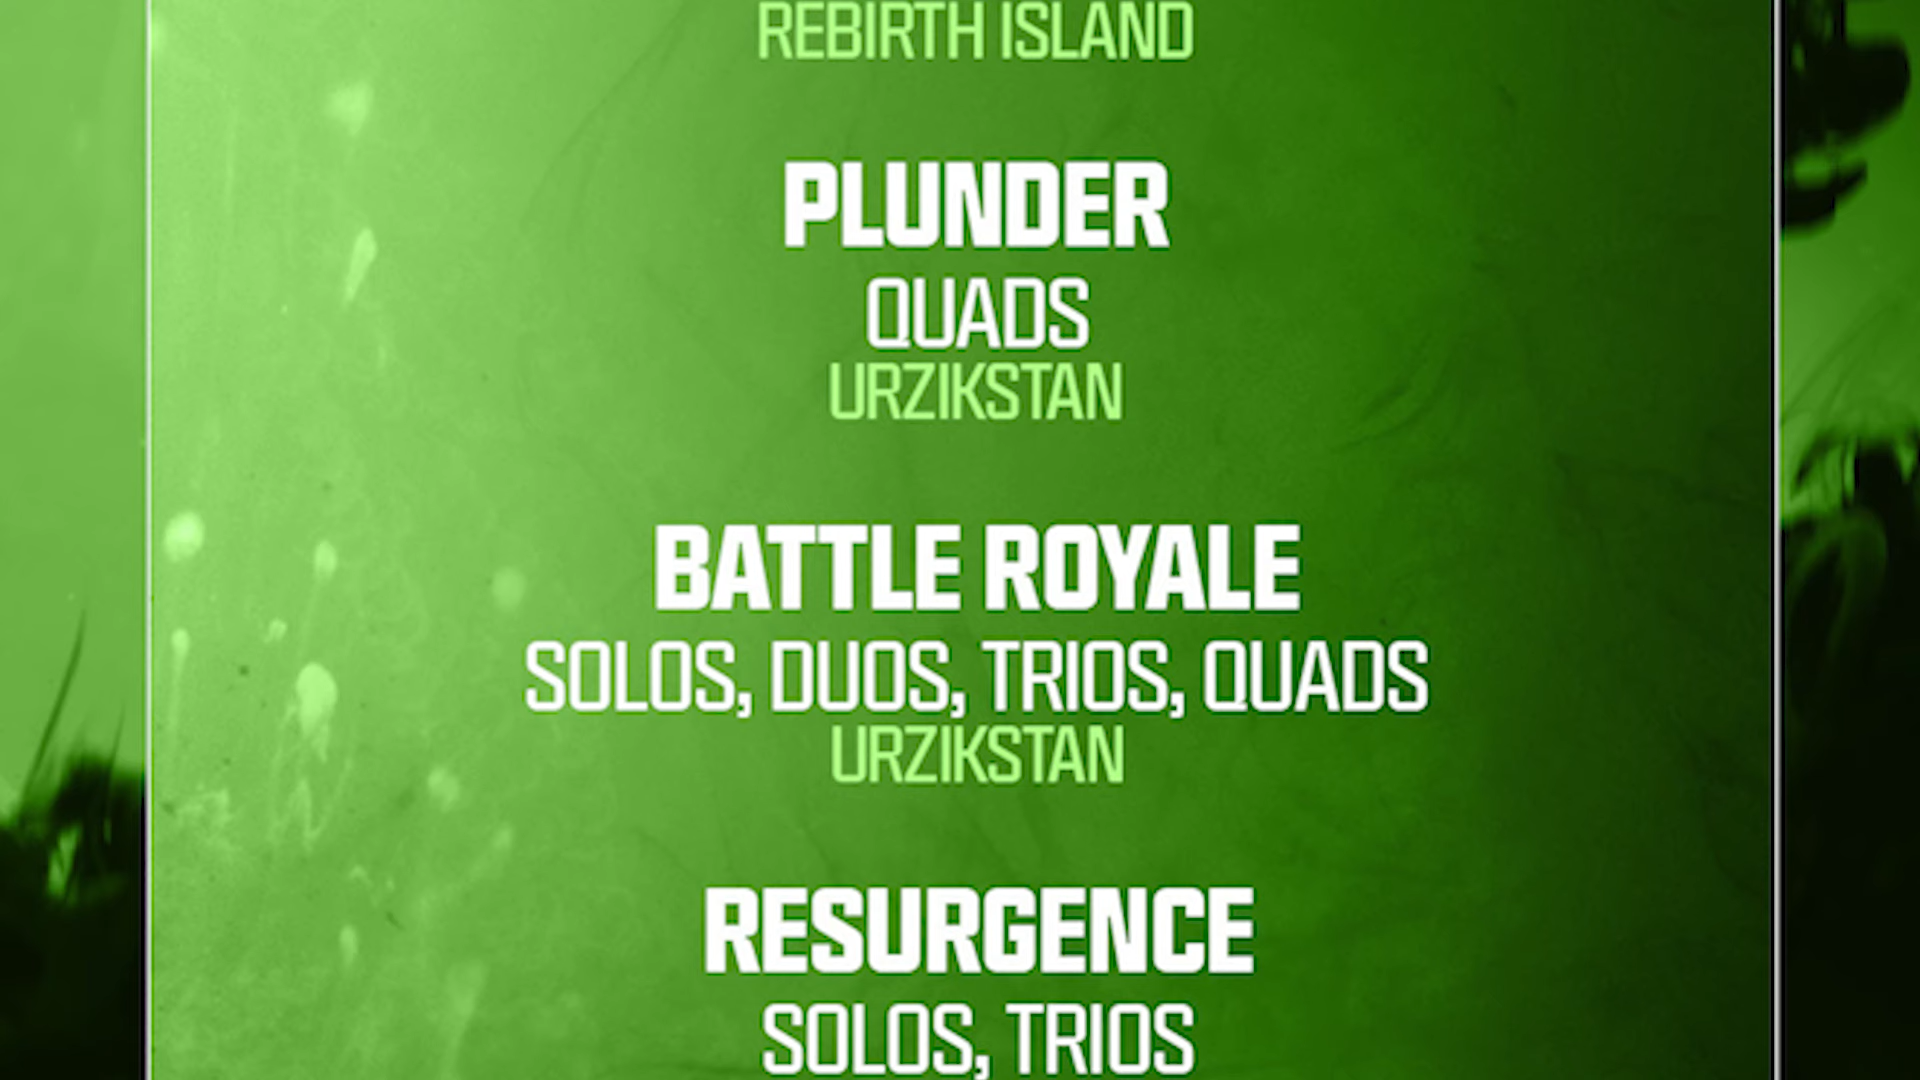 REBIRTH ISLAND
PLUNDER
QUADS
URZIKSTAN
BATTLE ROYALE
SOLOS, DUOS, TRIOS, QUADS
URZIKSTAN
RESURGENCE
SOLOS, TRIOS